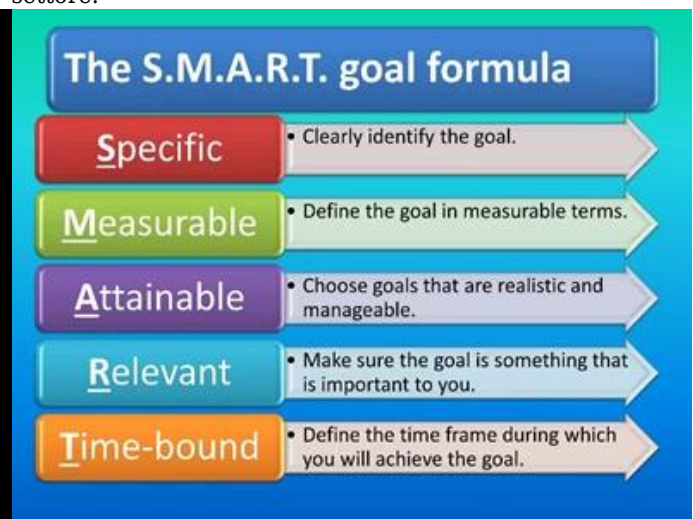 settore.
The S.M.A.R.T. goal formula
Specific
• Clearly identify the goal.
Measurable
• Define the goal in measurable terms.
Attainable
• Choose goals that are realistic and
manageable.
Relevant
• Make sure the goal is something that
is important to you.
Time-bound
• Define the time frame during which
you will achieve the goal.